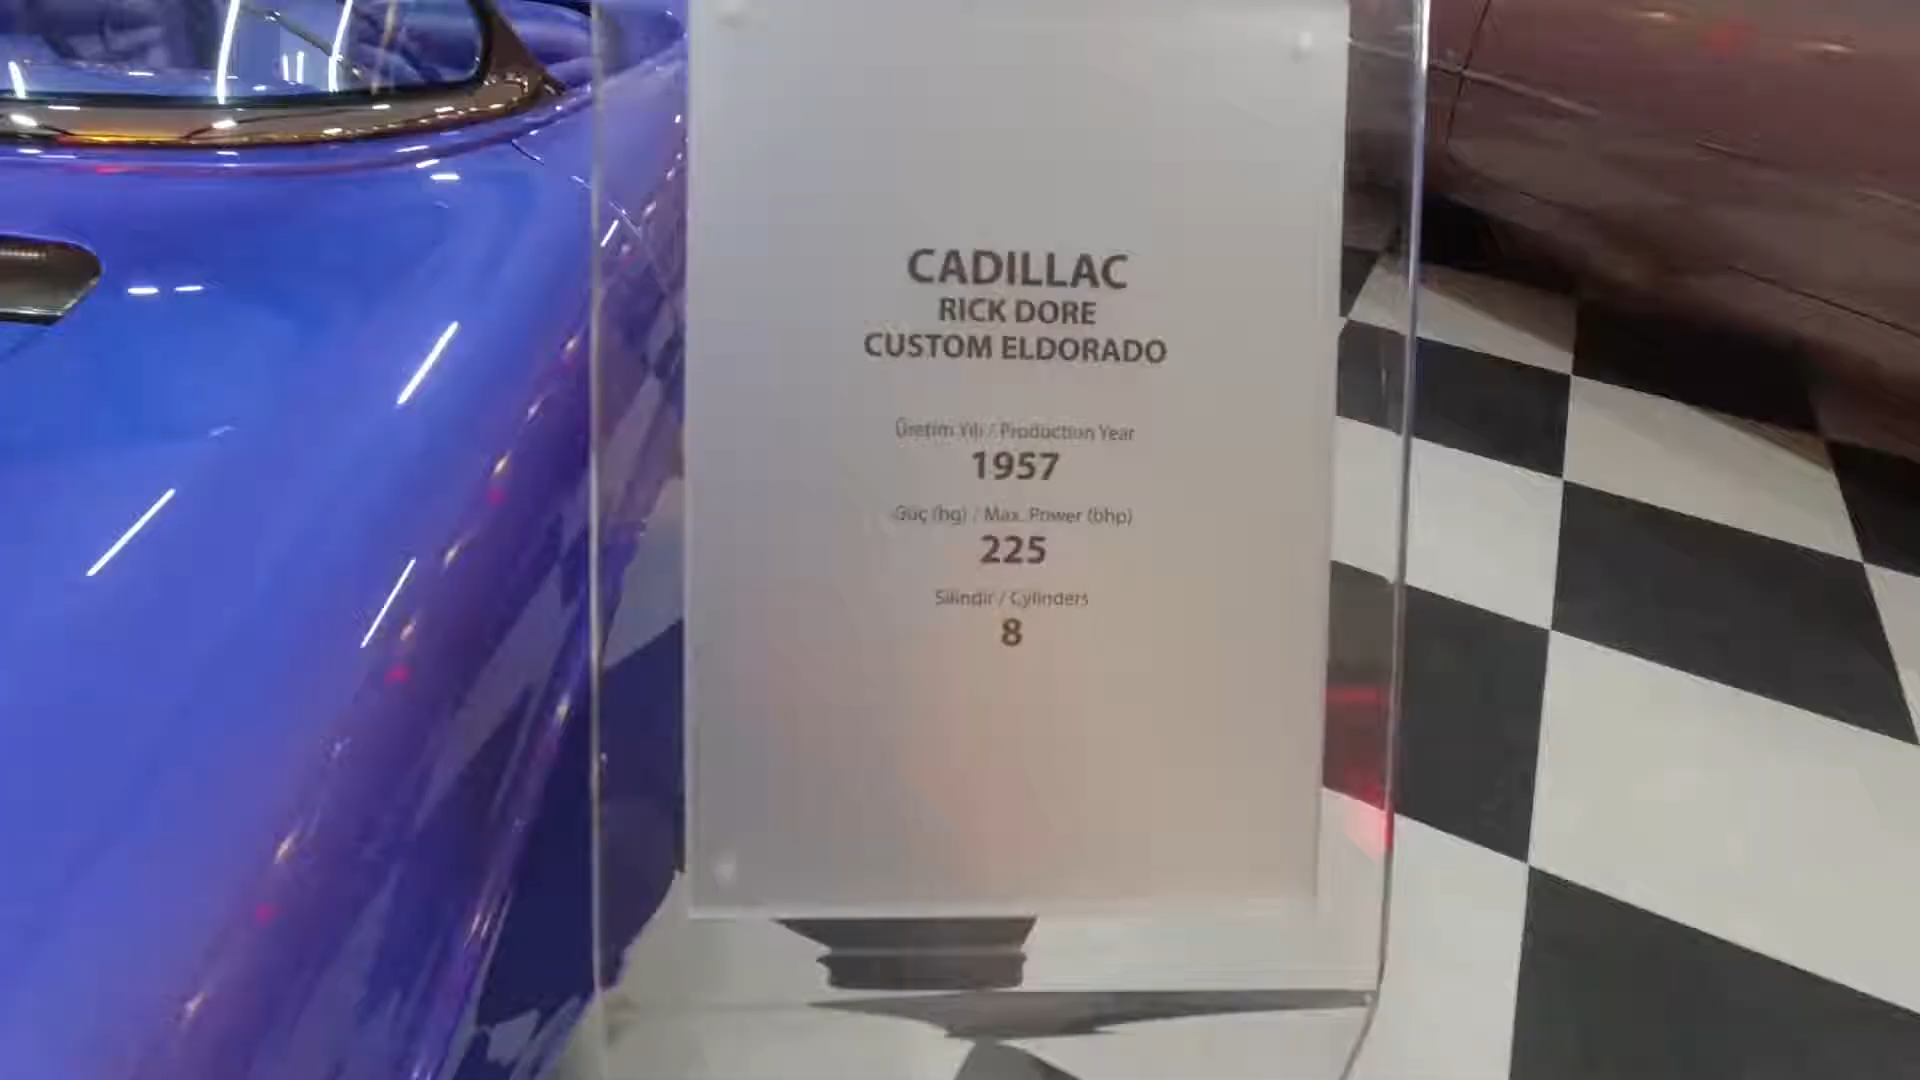 CADILLAC
RICK DORE
CUSTOM ELDORADO
Üretim Yılı / Production Year
1957
Güç (hg) / Max. Power (bhp)
225
Silindir / Cylinders
8